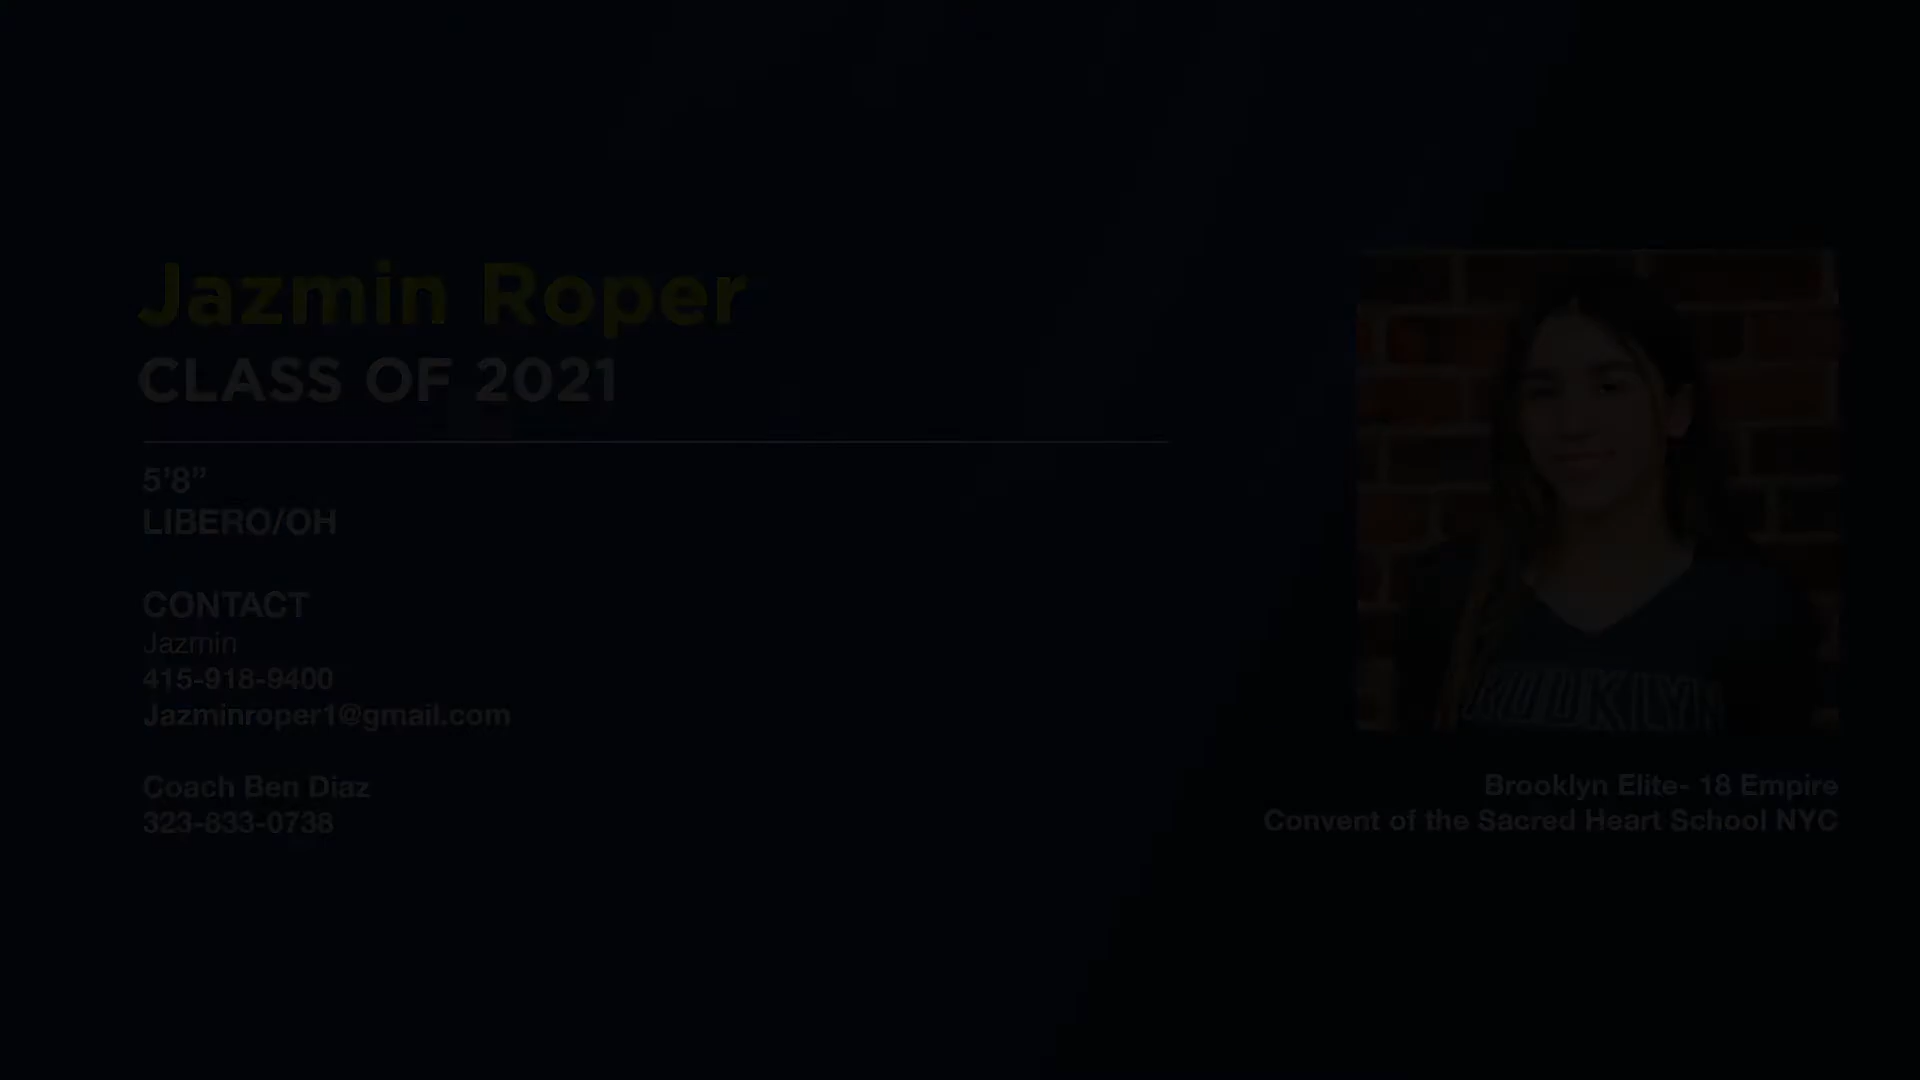 Jazmin Roper
CLASS OF 2021
5'8”
LIBERO/OH
CONTACT
Jazmin
415-918-9400
Jazminroper1@gmail.com
Coach Ben Diaz
323-833-0738
BROOKLYN
Brooklyn Elite- 18 Empire
Convent of the Sacred Heart School NYC